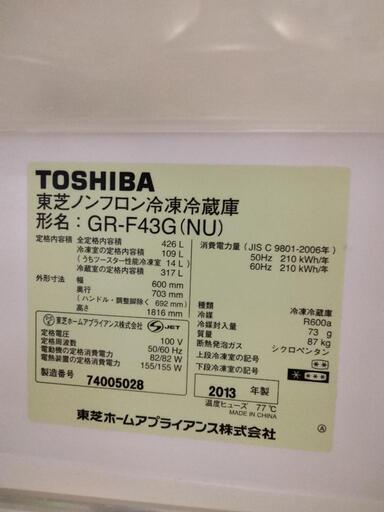 TOSHIBA
東芝ノンフロン冷凍冷蔵庫
形名：GR-F43G(NU)
定格内容積 全定格内容積 426 L
冷凍室の定格内容積 109 L
(うちツースター性能冷凍室 14 L)
冷蔵室の定格内容積 317 L
外形寸法 幅 600 mm
奥行 703 mm
(ハンドル・調整脚除く 692 mm)
高さ 1816 mm
東芝ホームアプライアンス株式会社 S JET
定格電圧 100 V
定格周波数 50/60 Hz
電動機の定格消費電力 82/82 W
電熱装置の定格消費電力 155/155 W
製造番号 74005028
消費電力量(JIS C 9801-2006年)
50Hz 210 kWh/年
60Hz 210 kWh/年
種類 冷凍冷蔵庫
冷媒 R600a
冷媒封入量 73 g
質量 87 kg
断熱発泡ガス シクロペンタン
上段冷凍室の記号
下段冷凍室の記号
2013 年製
温度ヒューズ 77℃
MADE IN CHINA
東芝ホームアプライアンス株式会社
Ⓐ